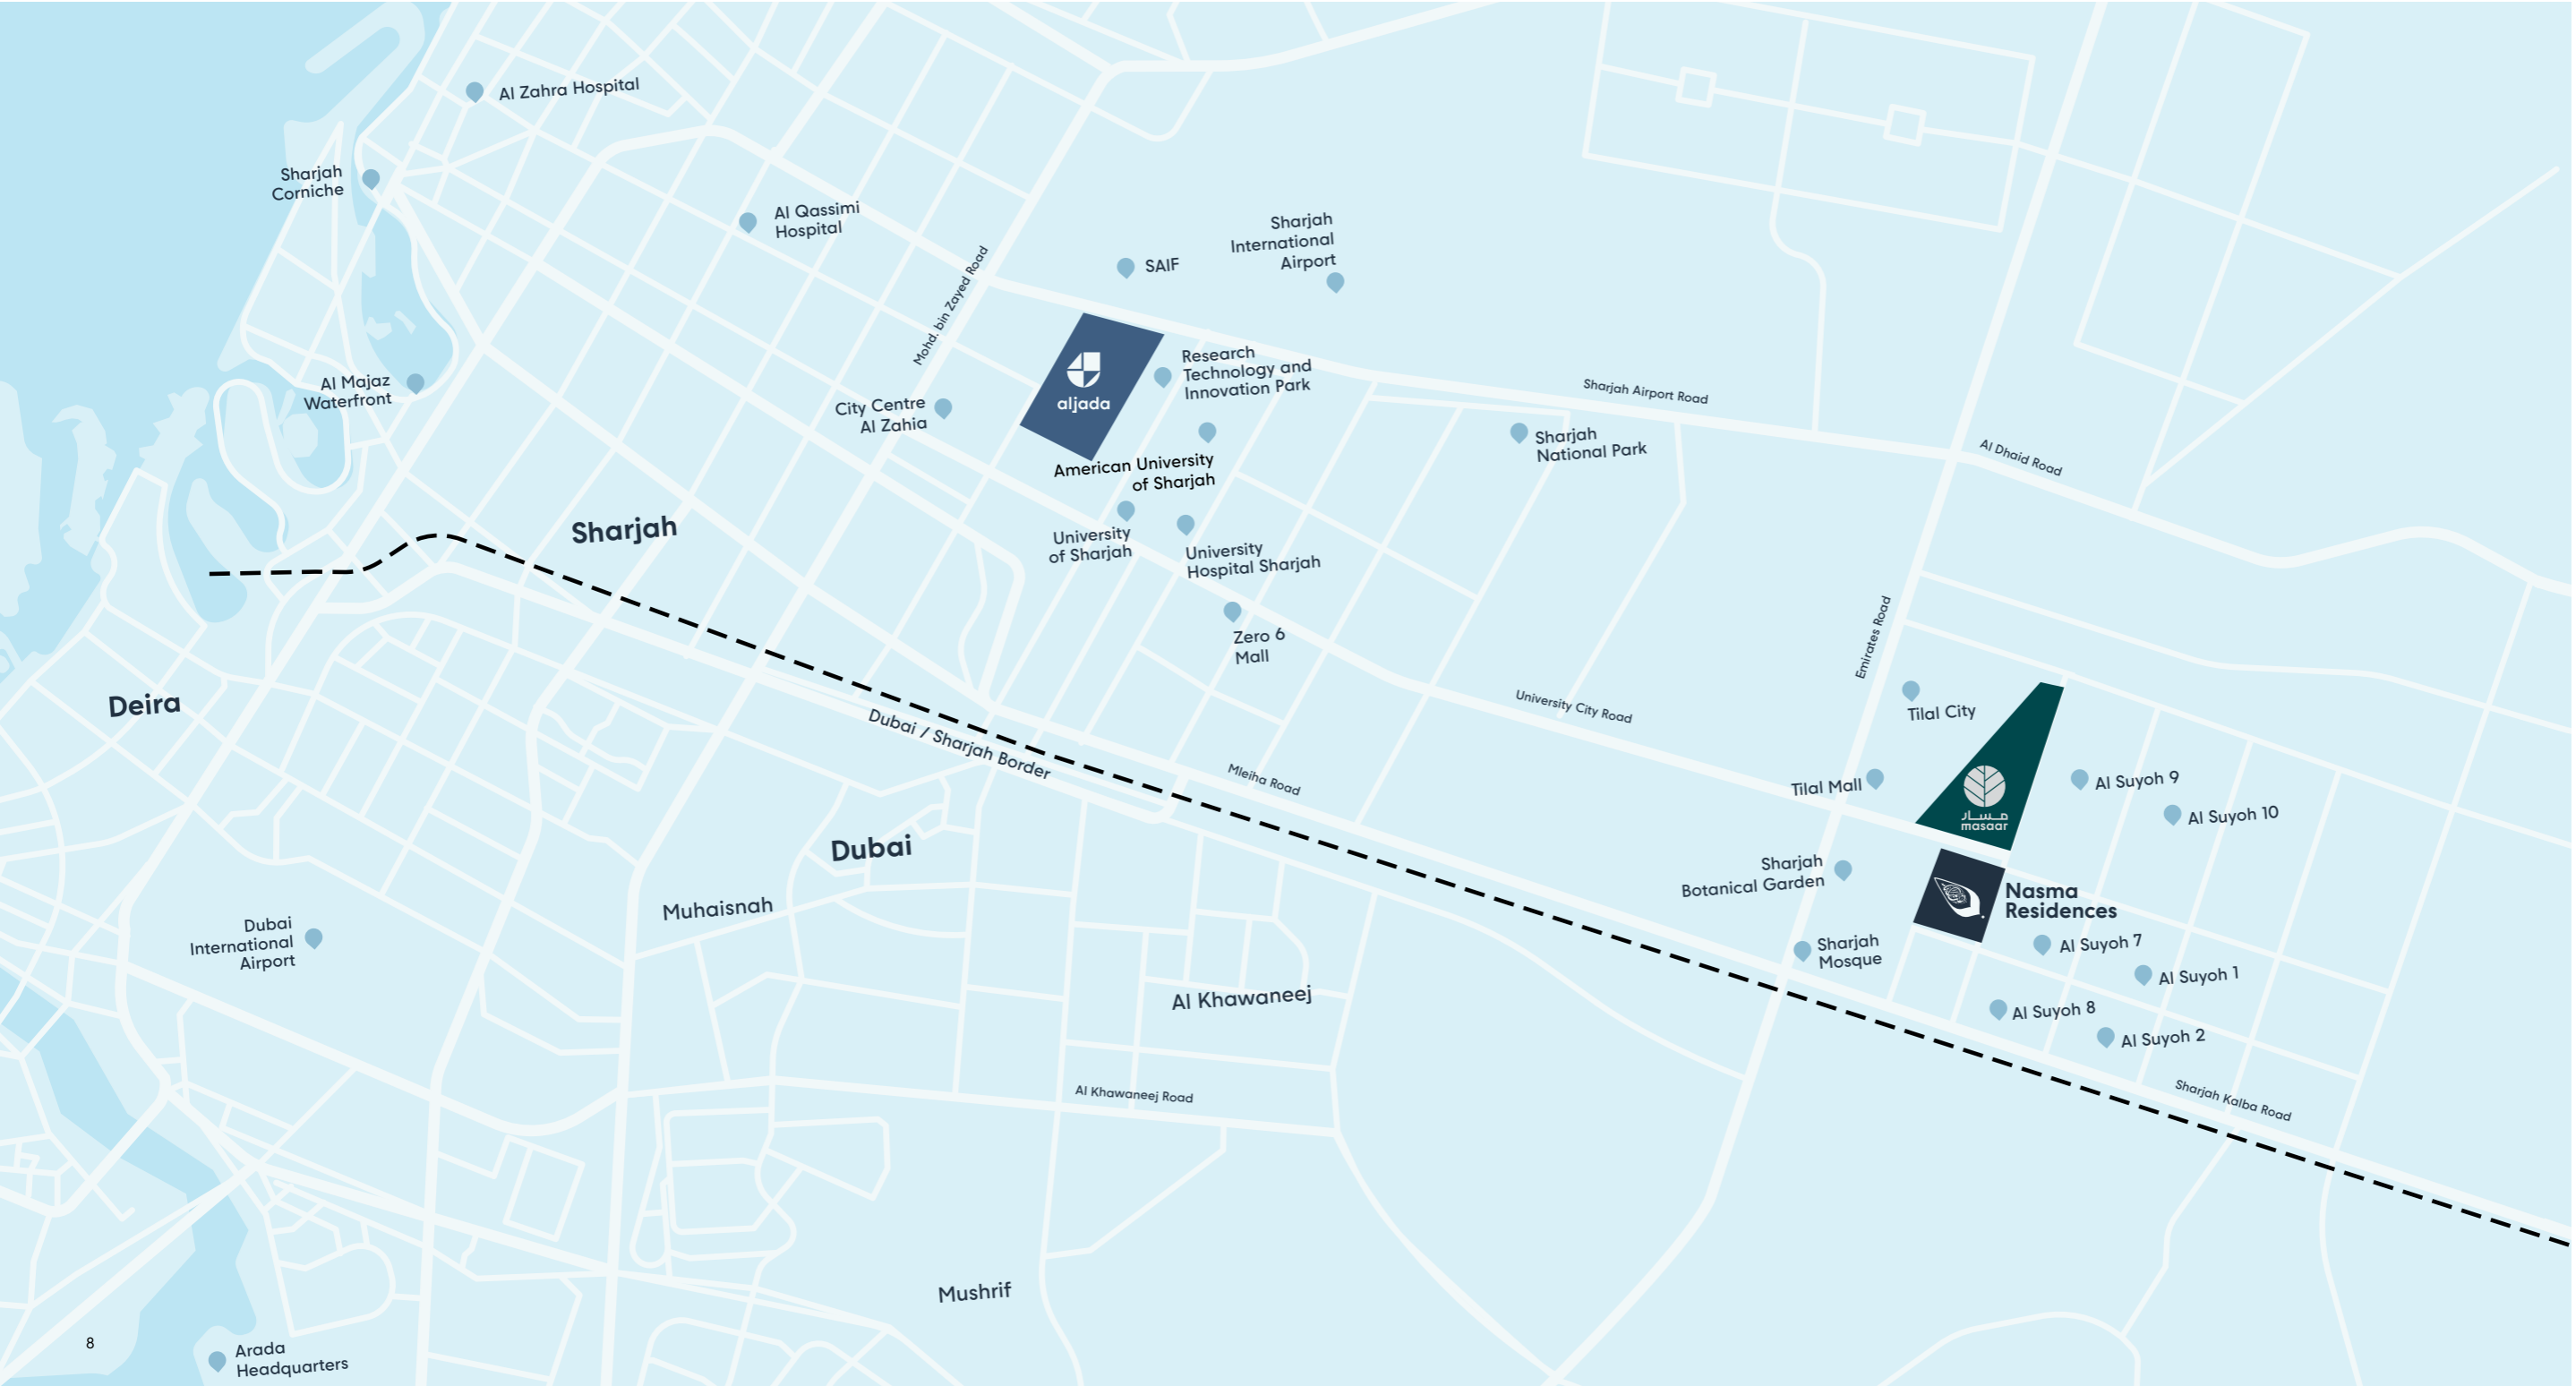 Al Zahra Hospital
Sharjah
Corniche
Al Qassimi
Hospital
Sharjah
International
Airport
SAIF
Mohd. bin Zayed Road
Al Majaz
Waterfront
aljada
Research
Technology and
Innovation Park
City Centre
Al Zahia
Sharjah Airport Road
Sharjah
National Park
Al Dhaid Road
American University
of Sharjah
Sharjah
University
of Sharjah
University
Hospital Sharjah
Zero 6
Mall
Emirates Road
Deira
University City Road
Tilal City
Dubai / Sharjah Border
Mleiha Road
Tilal Mall
مسار
masaar
Al Suyoh 9
Al Suyoh 10
Dubai
Sharjah
Botanical Garden
Nasma
Residences
Muhaisnah
Dubai
International
Airport
Sharjah
Mosque
Al Suyoh 7
Al Suyoh 1
Al Khawaneej
Al Suyoh 8
Al Suyoh 2
Al Khawaneej Road
Sharjah Kalba Road
Mushrif
8
Arada
Headquarters